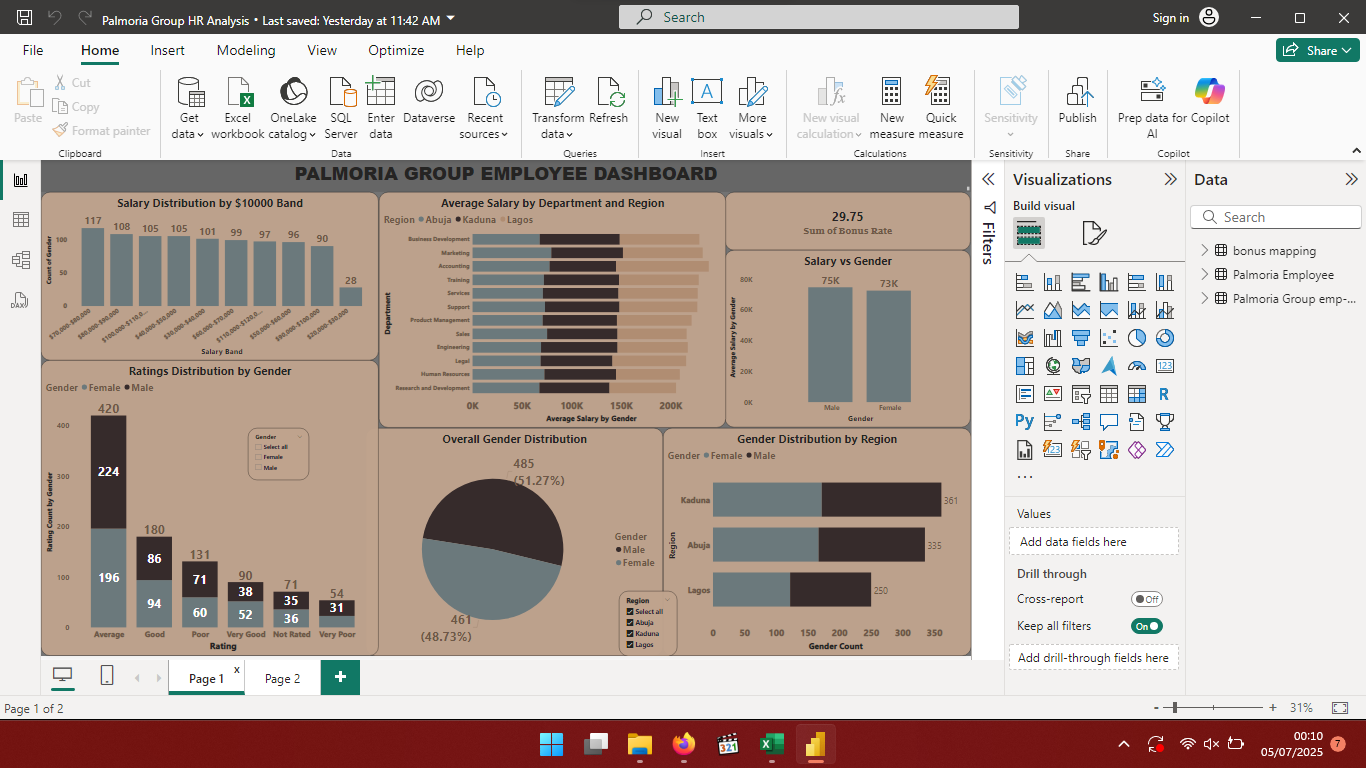 Palmoria Group HR Analysis • Last saved: Yesterday at 11:42 AM
Search
Sign in
File
Home
Insert
Modeling
View
Optimize
Help
Share
Paste
Cut
Copy
Format painter
Clipboard
Get data
Excel workbook
OneLake catalog
SQL Server
Enter data
Dataverse
Recent sources
Data
Transform data
Refresh
Queries
New visual
Text box
More visuals
Insert
New visual calculation
New measure
Quick measure
Calculations
Sensitivity
Sensitivity
Publish
Share
Prep data for AI
Copilot
Copilot
PALMORIA GROUP EMPLOYEE DASHBOARD
Salary Distribution by $10000 Band
Count of Gender
100
50
0
117
108
105
105
101
99
97
96
90
28
$70,000-$80,000
$80,000-$90,000
$100,000-$110,0...
$40,000-$50,000
$30,000-$40,000
$60,000-$70,000
$110,000-$120,0...
$50,000-$60,000
$90,000-$100,000
$20,000-$30,000
Salary Band
Average Salary by Department and Region
Region Abuja Kaduna Lagos
Department
Business Development
Marketing
Accounting
Training
Services
Support
Product Management
Sales
Engineering
Legal
Human Resources
Research and Development
0K 50K 100K 150K 200K
Average Salary by Gender
29.75
Sum of Bonus Rate
Salary vs Gender
Average Salary by Gender
80K
60K
40K
20K
0K
75K
73K
Male
Female
Gender
Ratings Distribution by Gender
Gender Female Male
Rating Count by Gender
400
300
200
100
0
420
224
196
180
86
94
131
71
60
90
38
52
71
35
36
54
31
Average
Good
Poor
Very Good
Not Rated
Very Poor
Rating
Gender
Select all
Female
Male
Overall Gender Distribution
485
(51.27%)
461
(48.73%)
Gender
Male
Female
Region
Select all
Abuja
Kaduna
Lagos
Gender Distribution by Region
Gender Female Male
Region
Kaduna
361
Abuja
335
Lagos
250
0 50 100 150 200 250 300 350
Gender Count
Filters
Visualizations
Build visual
123
R
Py
123
...
Values
Add data fields here
Drill through
Cross-report
Off
Keep all filters
On
Add drill-through fields here
Data
Search
bonus mapping
Palmoria Employee
Palmoria Group emp-...
DAX
Page 1
x
Page 2
+
Page 1 of 2
-
+
31%
321
00:10
05/07/2025
7